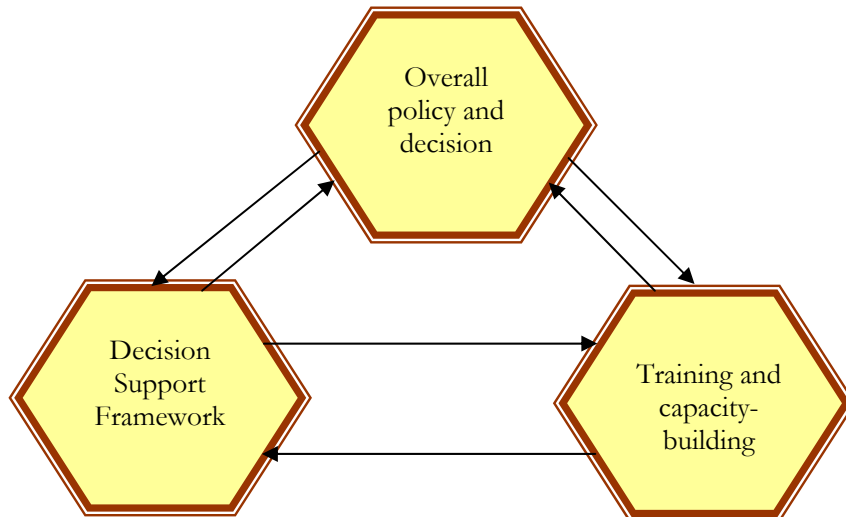 Overall
policy and
decision
Decision
Support
Framework
Training and
capacity-
building